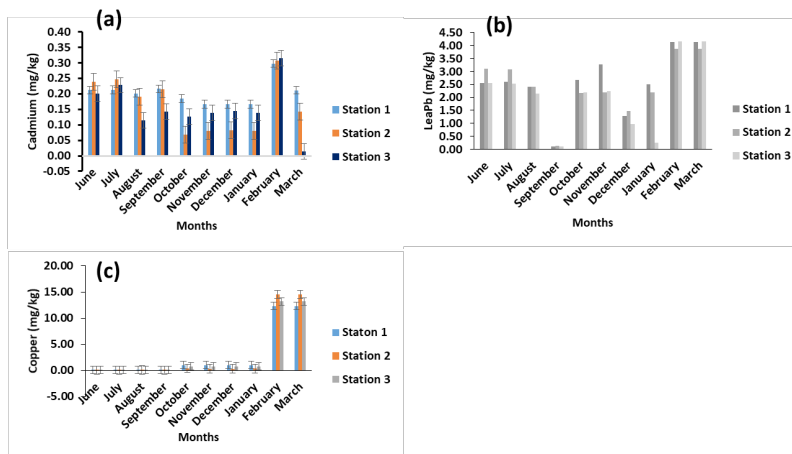 (a)
Cadmium (mg/kg)
0.40
0.35
0.30
0.25
0.20
0.15
0.10
0.05
0.00
0.05
June
July
August
September
October
November
December
January
February
March
Months
Station 1
Station 2
Station 3
(b)
LeaPb (mg/kg)
4.50
4.00
3.50
3.00
2.50
2.00
1.50
1.00
0.50
0.00
June
July
August
September
October
November
December
January
February
March
Months
Station 1
Station 2
Station 3
(c)
Copper (mg/kg)
20.00
15.00
10.00
5.00
0.00
-5.00
June
July
August
September
October
November
December
January
February
March
Months
Staton 1
Station 2
Station 3